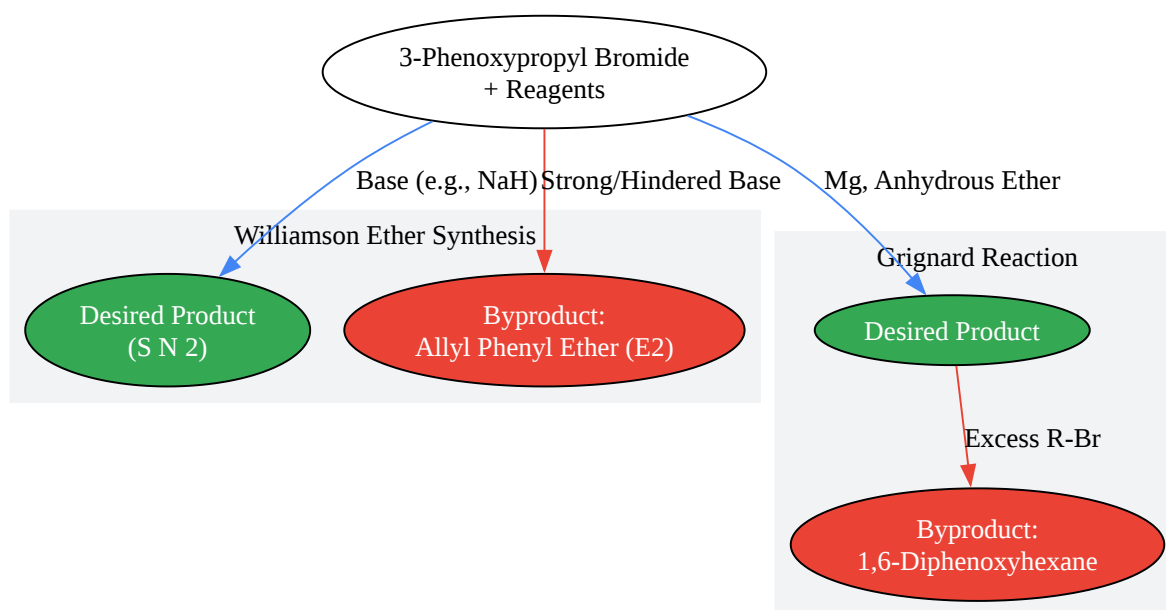 3-Phenoxypropyl Bromide
+ Reagents
Base (e.g., NaH)
Strong/Hindered Base
Mg, Anhydrous Ether
Williamson Ether Synthesis
Grignard Reaction
Desired Product
(S N 2)
Byproduct:
Allyl Phenyl Ether (E2)
Desired Product
Excess R-Br
Byproduct:
1,6-Diphenoxyhexane